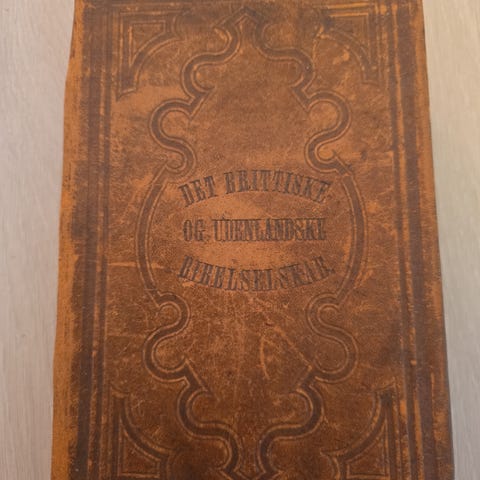 DET BRITTISKE
OG UDENLANDSKE
BIBELSELSKAB.